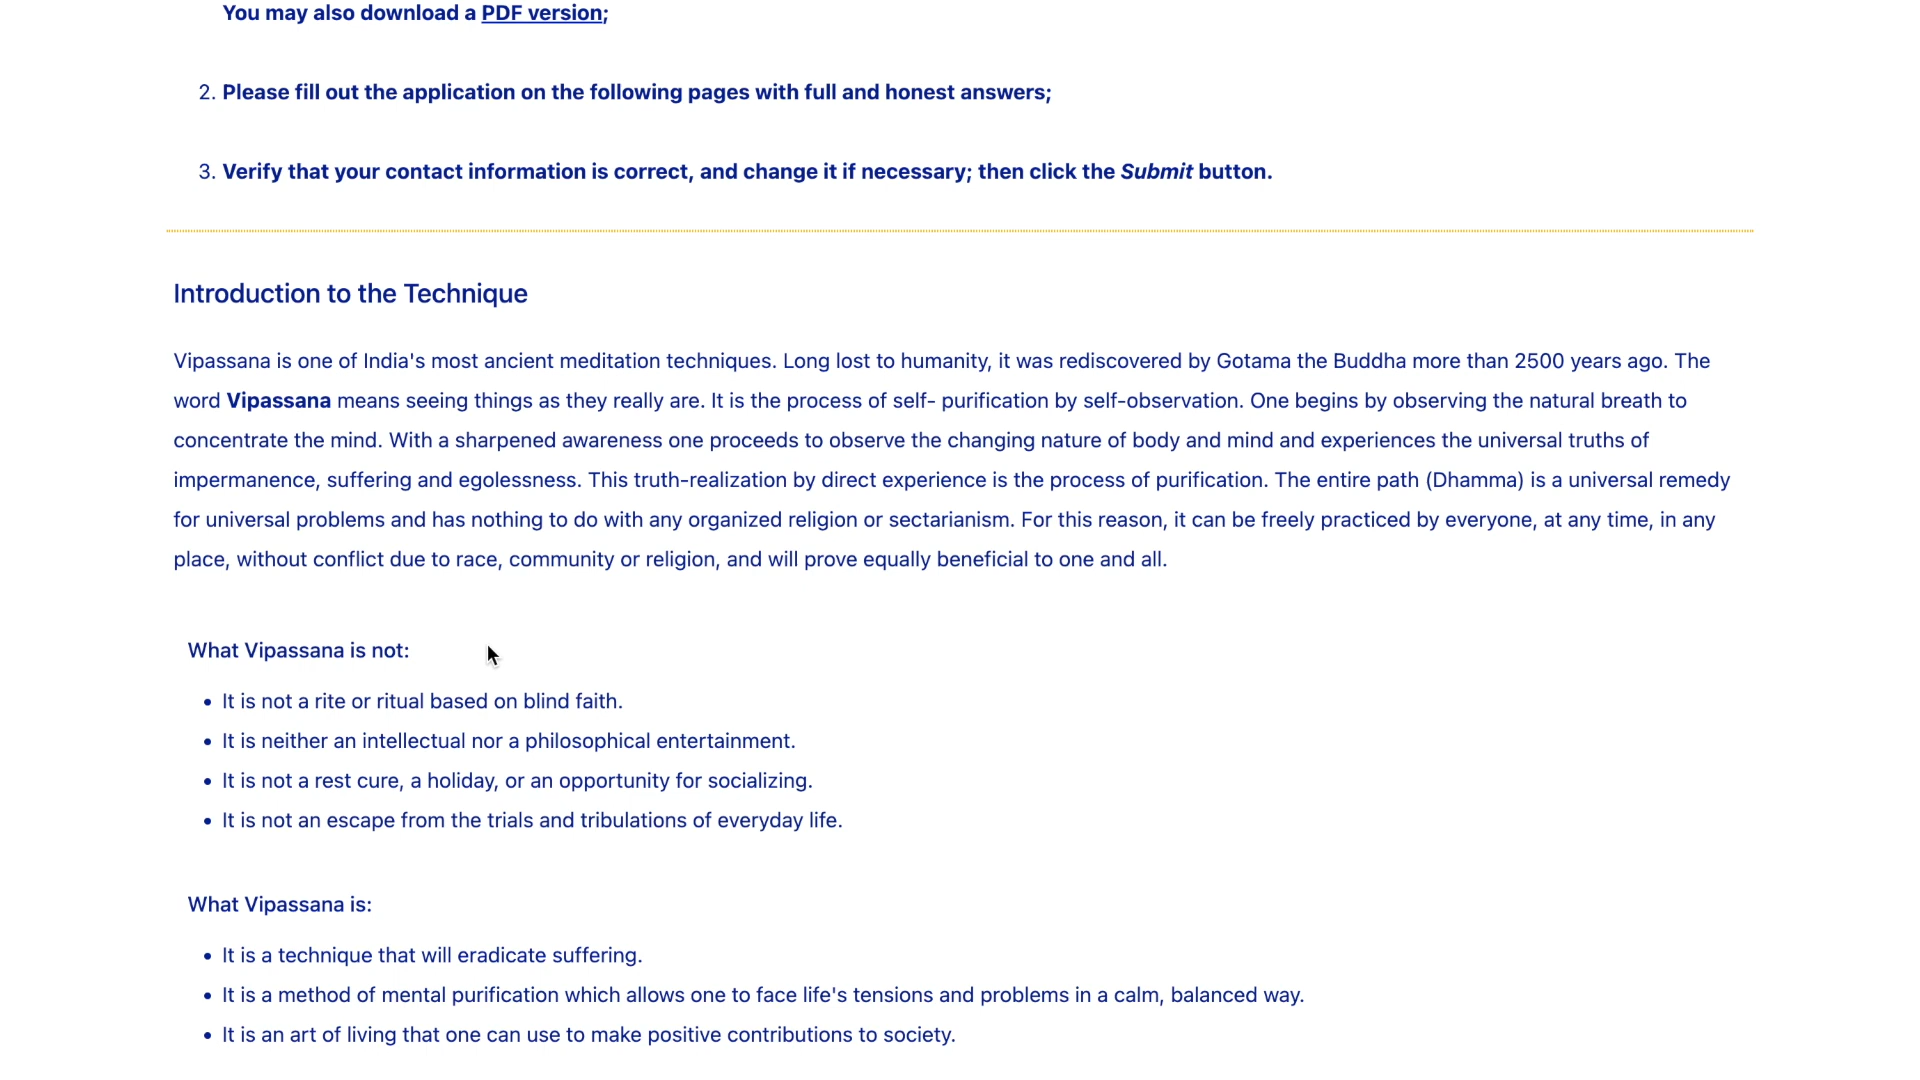 You may also download a PDF version;
2. Please fill out the application on the following pages with full and honest answers;
3. Verify that your contact information is correct, and change it if necessary; then click the Submit button.
Introduction to the Technique
Vipassana is one of India's most ancient meditation techniques. Long lost to humanity, it was rediscovered by Gotama the Buddha more than 2500 years ago. The
word Vipassana means seeing things as they really are. It is the process of self- purification by self-observation. One begins by observing the natural breath to
concentrate the mind. With a sharpened awareness one proceeds to observe the changing nature of body and mind and experiences the universal truths of
impermanence, suffering and egolessness. This truth-realization by direct experience is the process of purification. The entire path (Dhamma) is a universal remedy
for universal problems and has nothing to do with any organized religion or sectarianism. For this reason, it can be freely practiced by everyone, at any time, in any
place, without conflict due to race, community or religion, and will prove equally beneficial to one and all.
What Vipassana is not:
• It is not a rite or ritual based on blind faith.
• It is neither an intellectual nor a philosophical entertainment.
• It is not a rest cure, a holiday, or an opportunity for socializing.
• It is not an escape from the trials and tribulations of everyday life.
What Vipassana is:
• It is a technique that will eradicate suffering.
• It is a method of mental purification which allows one to face life's tensions and problems in a calm, balanced way.
• It is an art of living that one can use to make positive contributions to society.